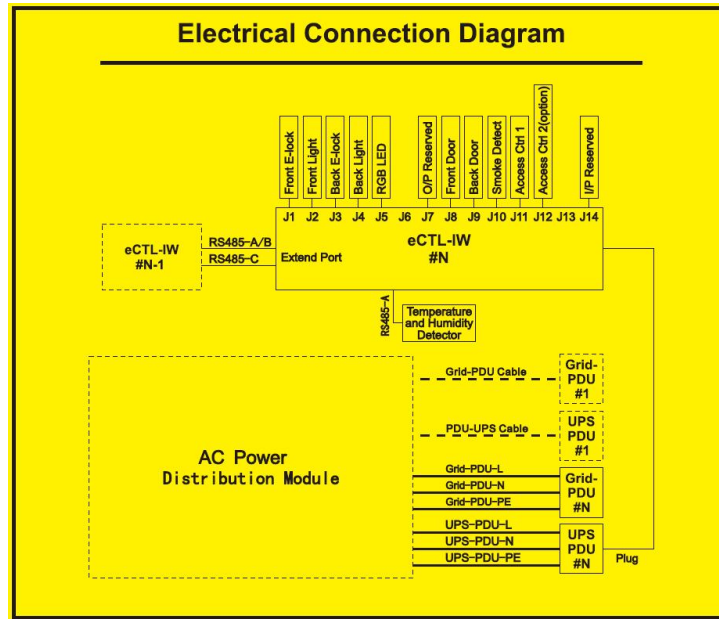 Electrical Connection Diagram
Front E-lock
Front Light
Back E-lock
Back Light
RGB LED
O/P Reserved
Front Door
Back Door
Smoke Detect
Access Ctrl 1
Access Ctrl 2(option)
I/P Reserved
J1 J2 J3 J4 J5 J6 J7 J8 J9 J10 J11 J12 J13 J14
eCTL-IW
#N-1
RS485-A/B
RS485-C
Extend Port
eCTL-IW
#N
RS485-A
Temperature
and Humidity
Detector
AC Power
Distribution Module
Grid-PDU Cable
Grid-
PDU
#1
PDU-UPS Cable
UPS
PDU
#1
Grid-PDU-L
Grid-PDU-N
Grid-PDU-PE
Grid-
PDU
#N
UPS-PDU-L
UPS-PDU-N
UPS-PDU-PE
UPS
PDU
#N
Plug